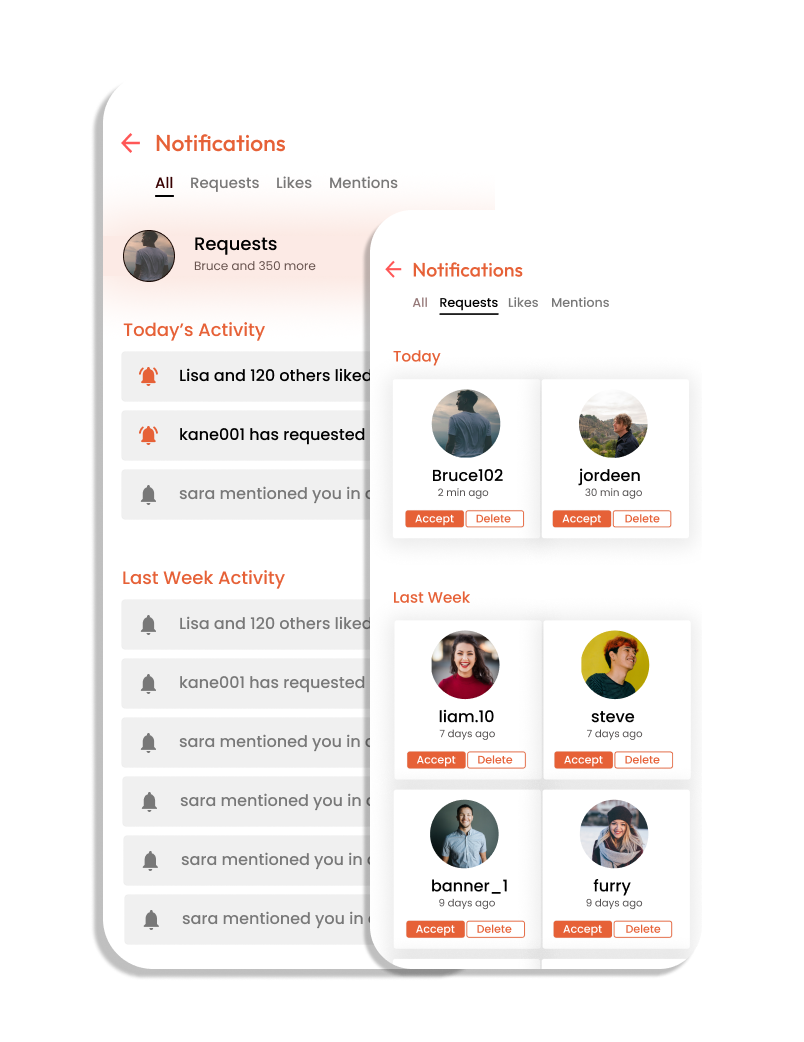 Notifications
All Requests Likes Mentions
Requests
Bruce and 350 more
Today's Activity
Lisa and 120 others liked
kane001 has requested
sara mentioned you in
Last Week Activity
Lisa and 120 others liked
kane001 has requested
sara mentioned you in
sara mentioned you in
sara mentioned you in
sara mentioned you in
Notifications
All Requests Likes Mentions
Today
Bruce102 jordeen
2 min ago 30 min ago
Accept Delete Accept Delete
Last Week
liam.10 steve
7 days ago 7 days ago
Accept Delete Accept Delete
banner_1 furry
9 days ago 9 days ago
Accept Delete Accept Delete